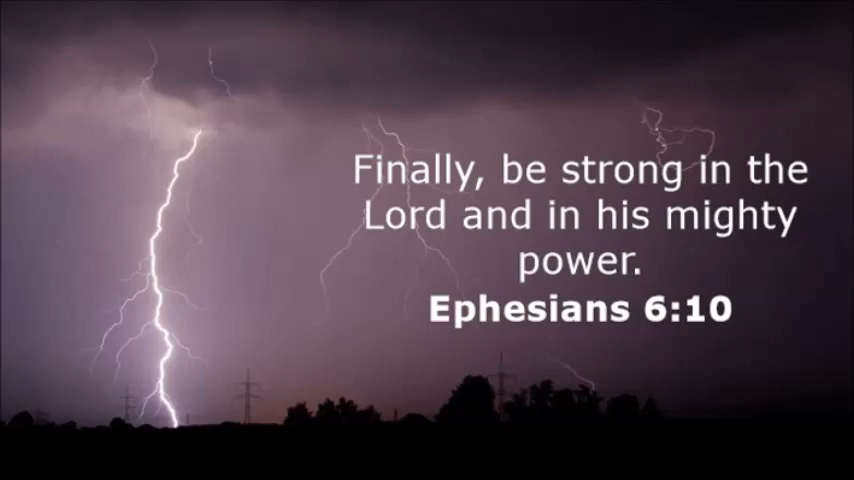 Finally, be strong in the
Lord and in his mighty
power.
Ephesians 6:10